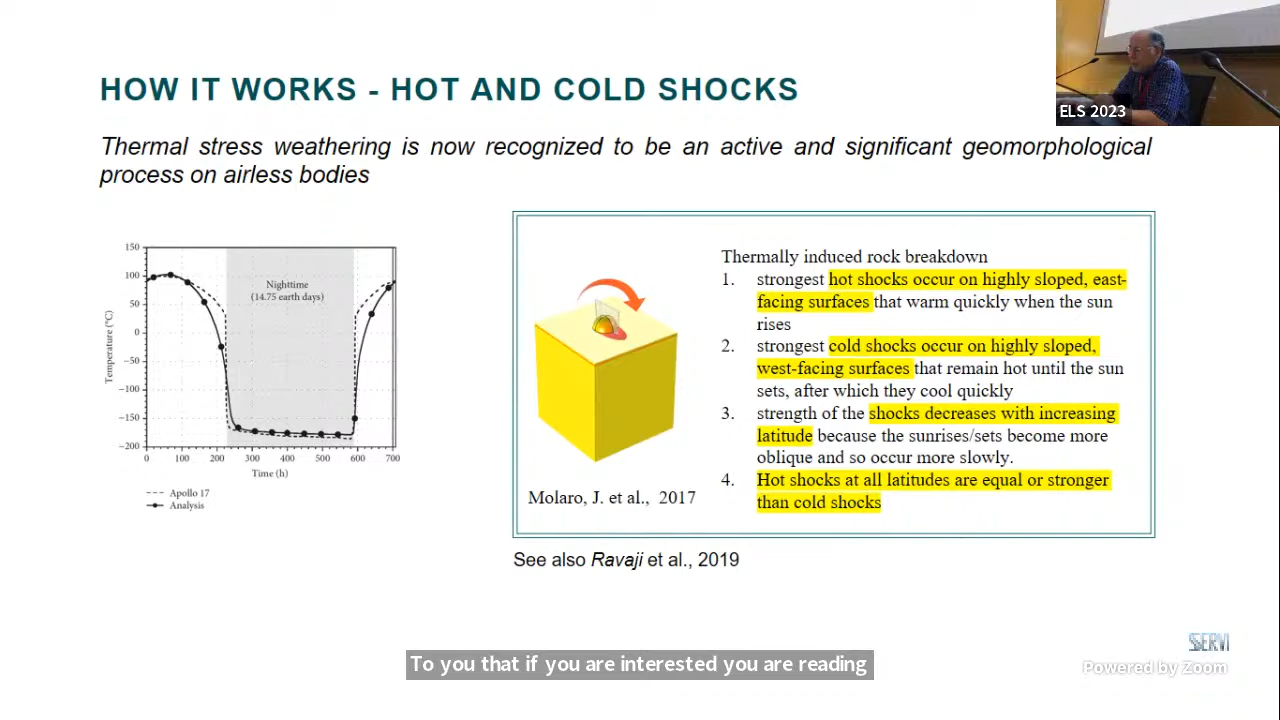 HOW IT WORKS - HOT AND COLD SHOCKS
ELS 2023
Thermal stress weathering is now recognized to be an active and significant geomorphological
process on airless bodies
150
100
50
0
−50
−100
−150
−200
Temperature (°C)
Nighttime
(14.75 earth days)
0 100 200 300 400 500 600 700
Time (h)
Apollo 17
Analysis
Molaro, J. et al., 2017
Thermally induced rock breakdown
1. strongest hot shocks occur on highly sloped, east-
facing surfaces that warm quickly when the sun
rises
2. strongest cold shocks occur on highly sloped,
west-facing surfaces that remain hot until the sun
sets, after which they cool quickly
3. strength of the shocks decreases with increasing
latitude because the sunrises/sets become more
oblique and so occur more slowly.
4. Hot shocks at all latitudes are equal or stronger
than cold shocks
See also Ravaji et al., 2019
To you that if you are interested you are reading
Powered by Zoom